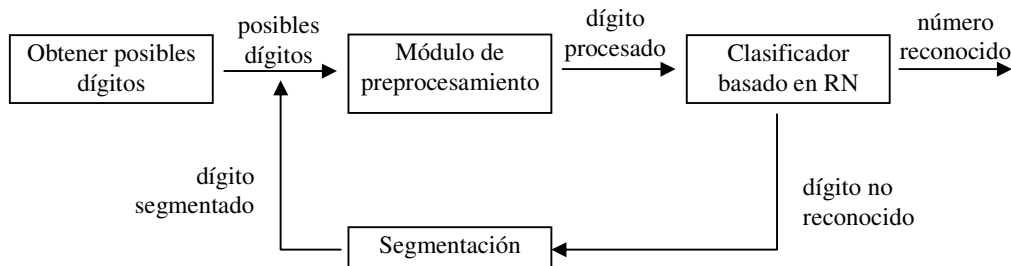 Obtener posibles
dígitos
posibles
dígitos
Módulo de
preprocesamiento
dígito
procesado
Clasificador
basado en RN
número
reconocido
dígito
segmentado
Segmentación
dígito no
reconocido